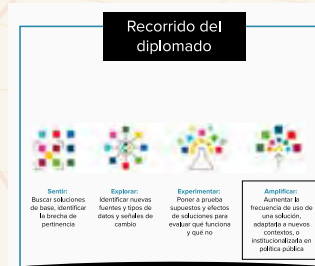 Recorrido del
diplomado
Sentir:
Buscar soluciones
de base, identificar
la brecha de
pertinencia
Explorar:
Identificar nuevas
fuentes y tipos de
datos y señales de
cambio
Experimentar:
Poner a prueba
supuestos y efectos
de soluciones para
evaluar qué funciona
y qué no
Amplificar:
Aumentar la
frecuencia de uso de
una solución,
adaptarla a nuevos
contextos, o
institucionalizarla en
política pública